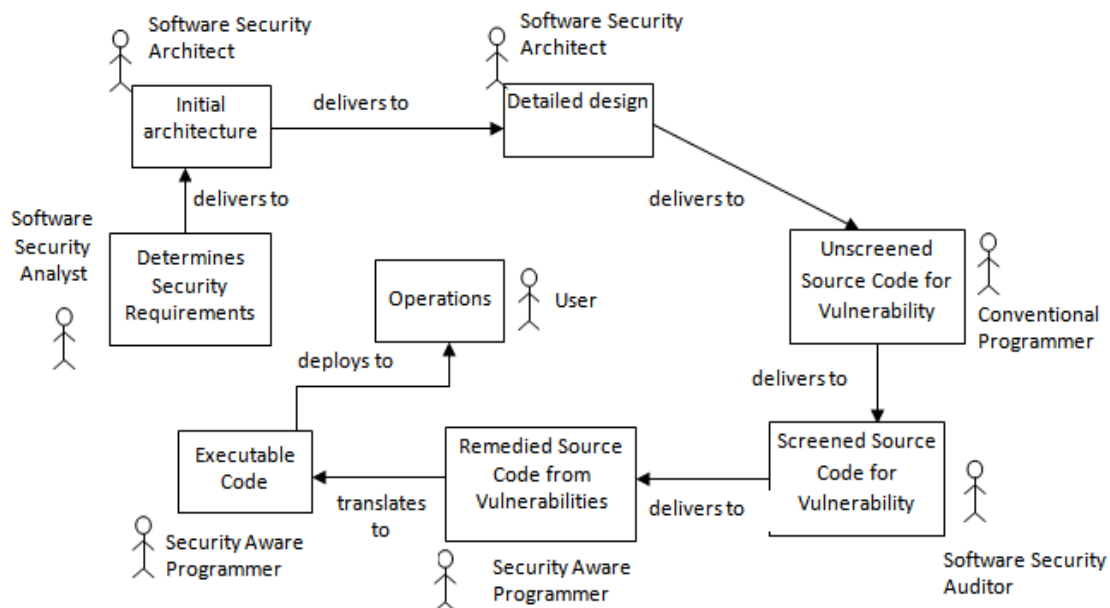 Software Security
Architect
Software Security
Architect
Initial
architecture
delivers to
Detailed design
delivers to
delivers to
Software
Security
Analyst
Determines
Security
Requirements
Operations
User
Unscreened
Source Code for
Vulnerability
Conventional
Programmer
deploys to
delivers to
Executable
Code
Remedied Source
Code from
Vulnerabilities
Screened Source
Code for
Vulnerability
translates
to
delivers to
Security Aware
Programmer
Security Aware
Programmer
Software Security
Auditor